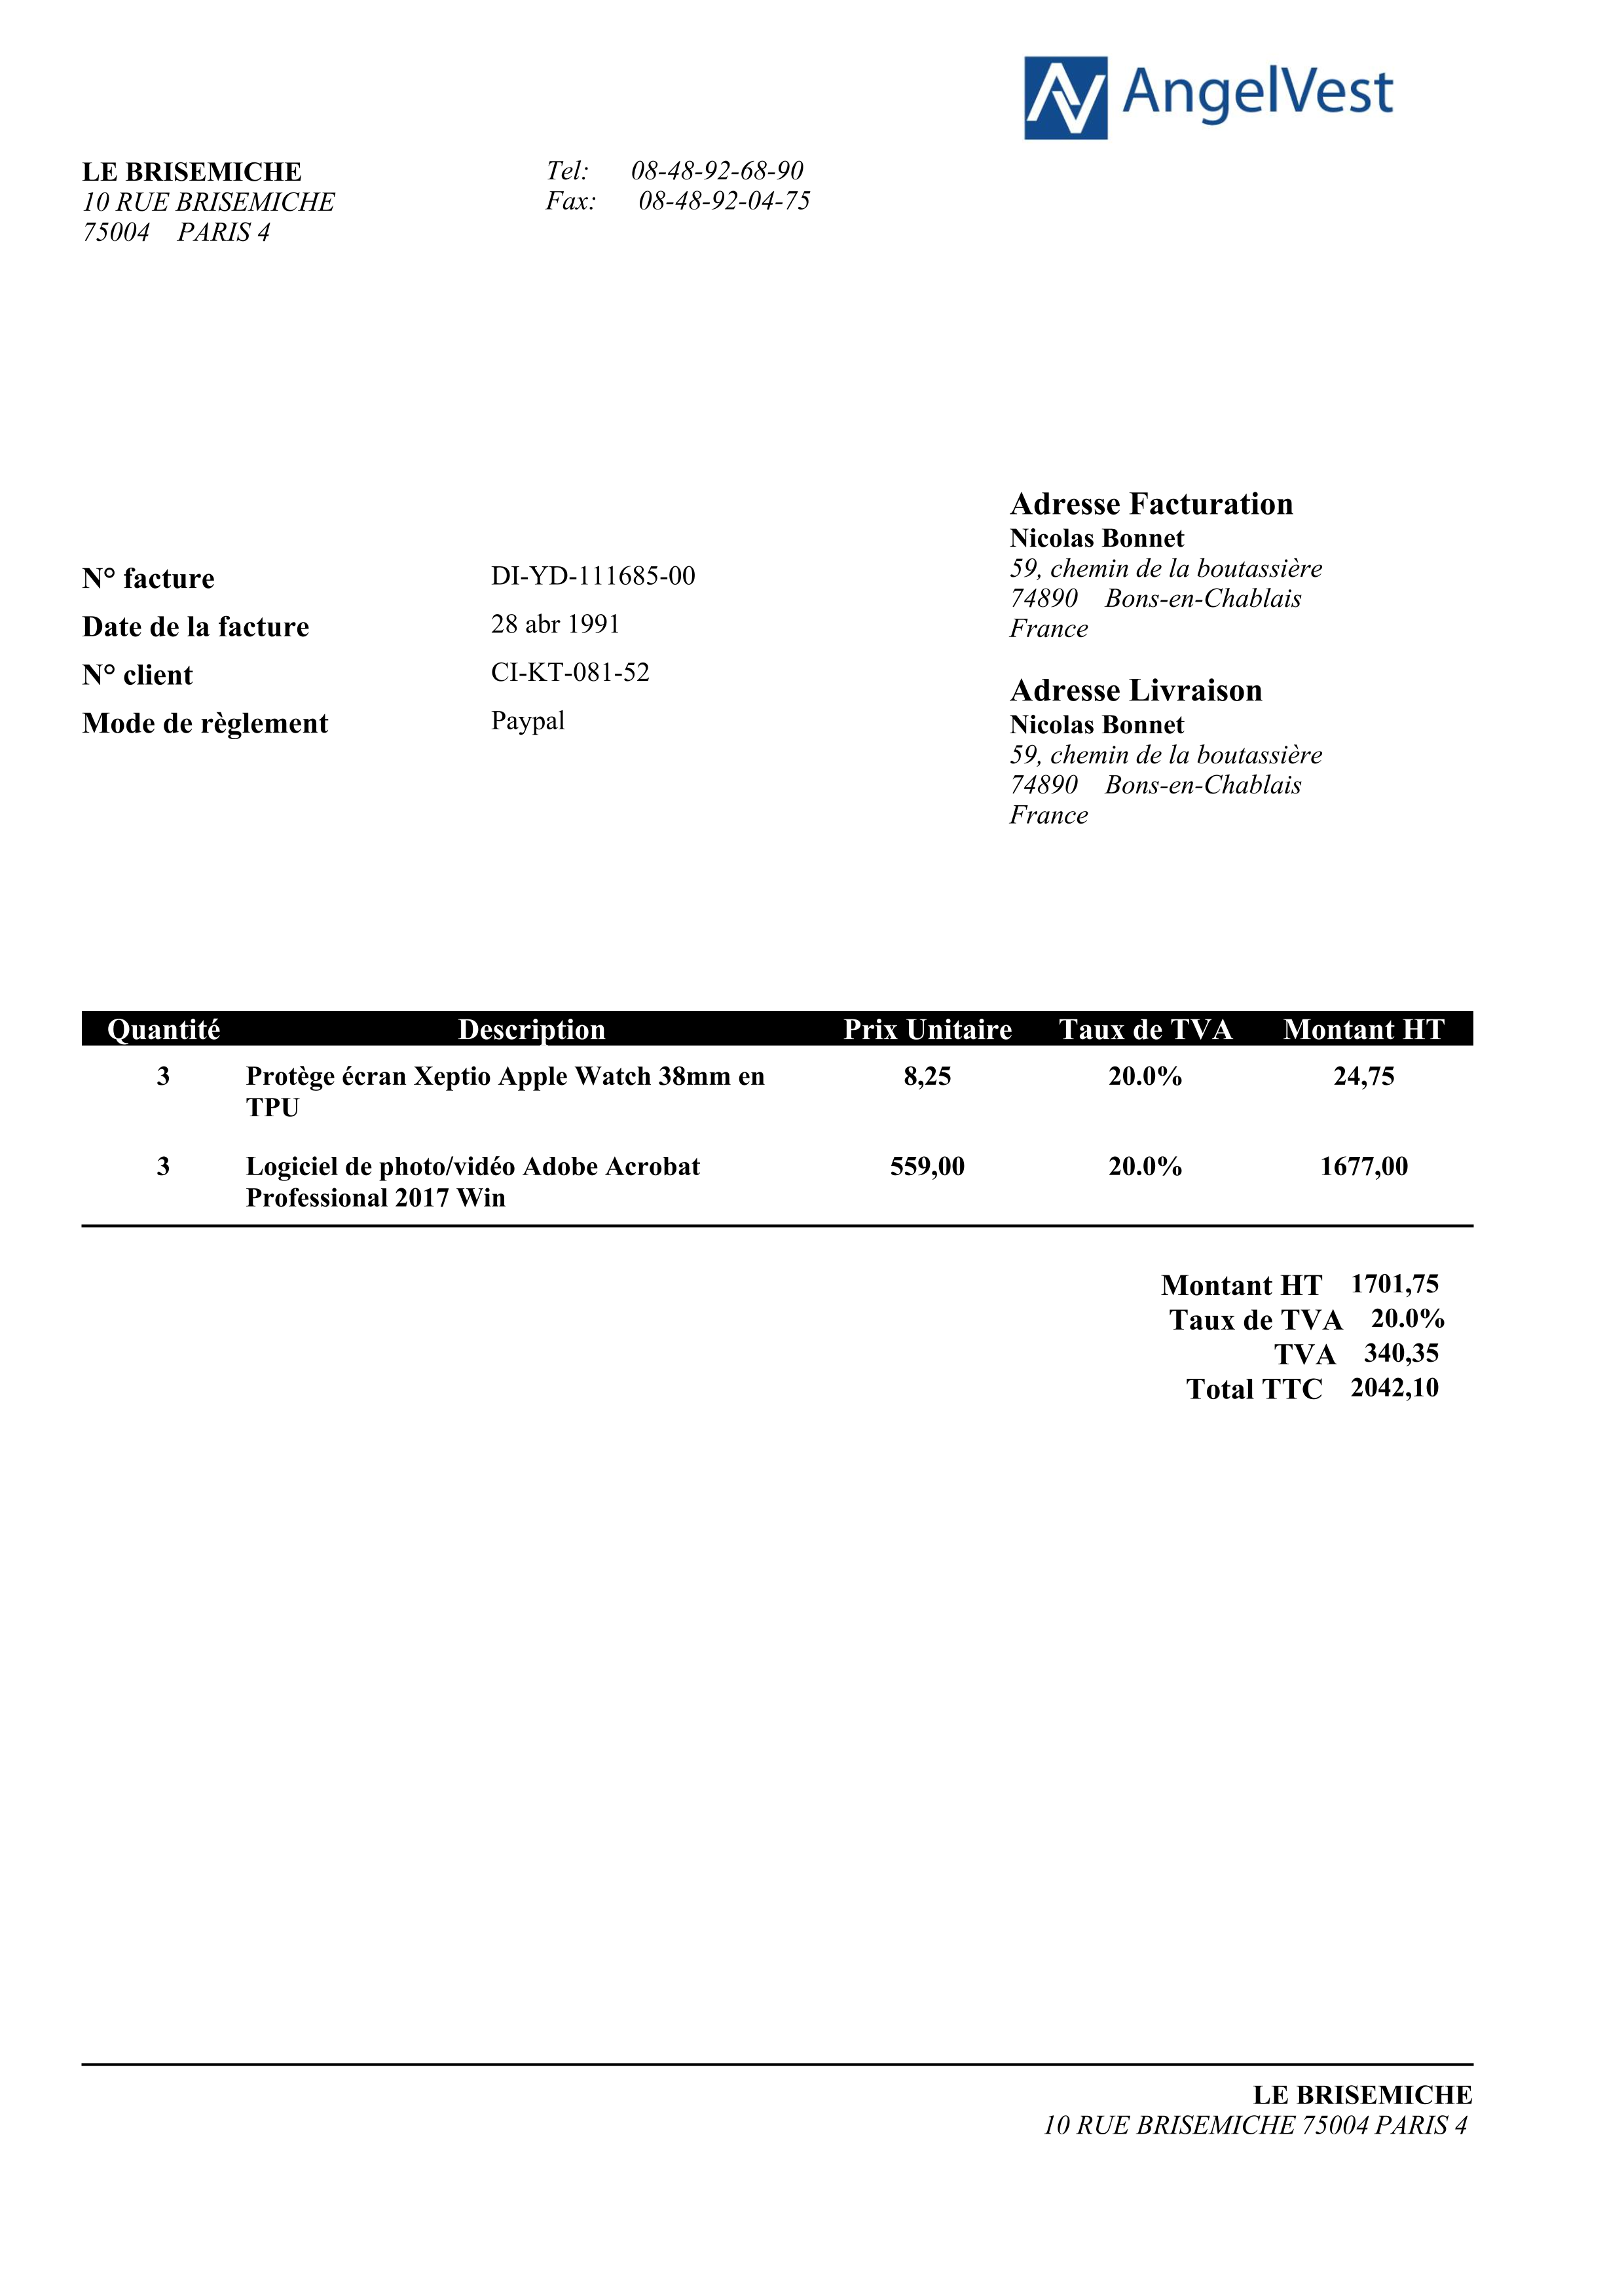 AngelVest
LE BRISEMICHE
10 RUE BRISEMICHE
75004 PARIS 4
Tel: 08-48-92-68-90
Fax: 08-48-92-04-75
Adresse Facturation
Nicolas Bonnet
59, chemin de la boutassière
74890 Bons-en-Chablais
France
N° facture DI-YD-111685-00
Date de la facture 28 abr 1991
N° client CI-KT-081-52
Mode de règlement Paypal
Adresse Livraison
Nicolas Bonnet
59, chemin de la boutassière
74890 Bons-en-Chablais
France
Quantité Description Prix Unitaire Taux de TVA Montant HT
3 Protège écran Xeptio Apple Watch 38mm en 8,25 20.0% 24,75
TPU
3 Logiciel de photo/vidéo Adobe Acrobat 559,00 20.0% 1677,00
Professional 2017 Win
Montant HT 1701,75
Taux de TVA 20.0%
TVA 340,35
Total TTC 2042,10
LE BRISEMICHE
10 RUE BRISEMICHE 75004 PARIS 4